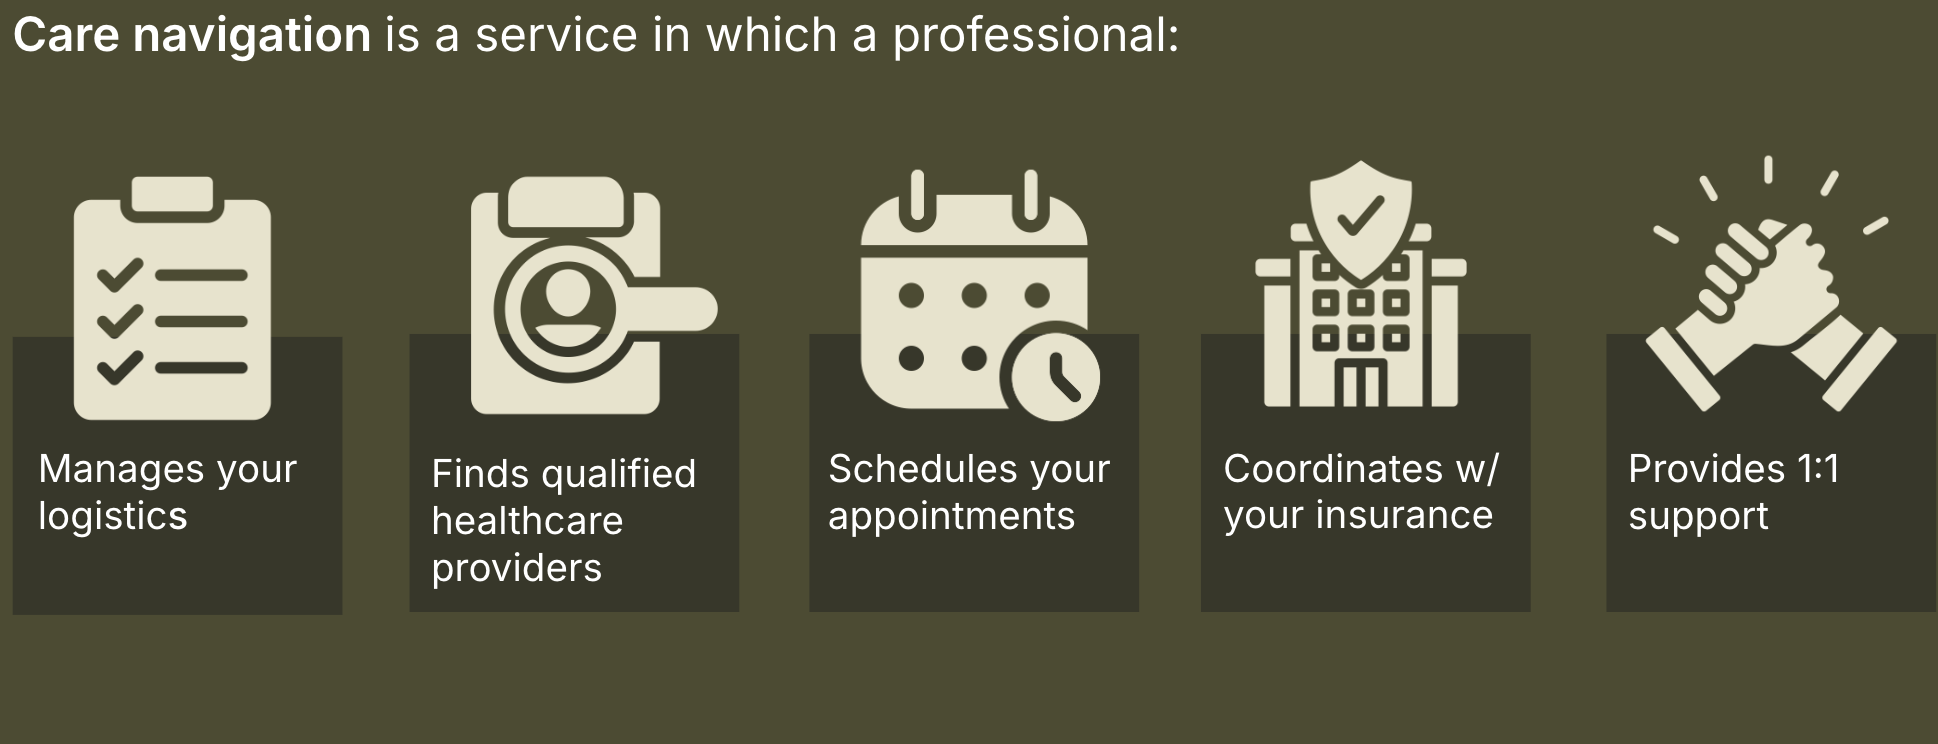 Care navigation is a service in which a professional:
Manages your
logistics
Finds qualified
healthcare
providers
Schedules your
appointments
Coordinates w/
your insurance
Provides 1:1
support